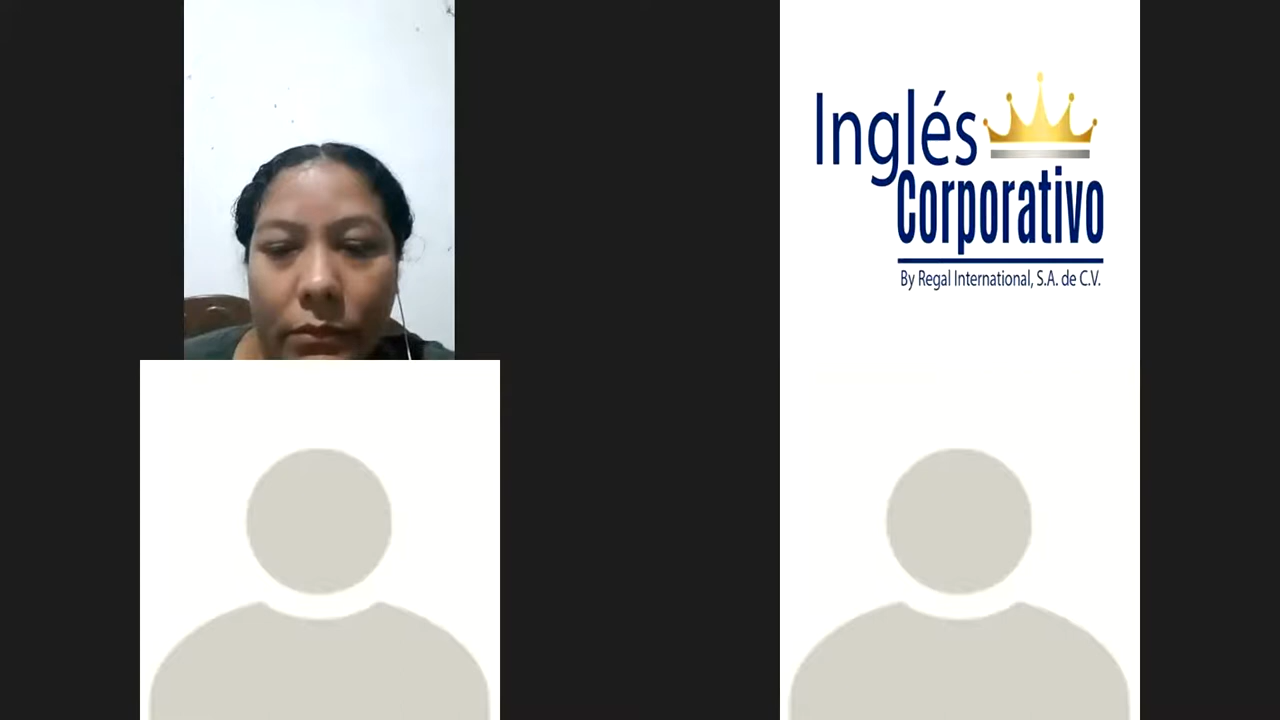 Inglés
Corporativo
By Regal International, S.A. de C.V.